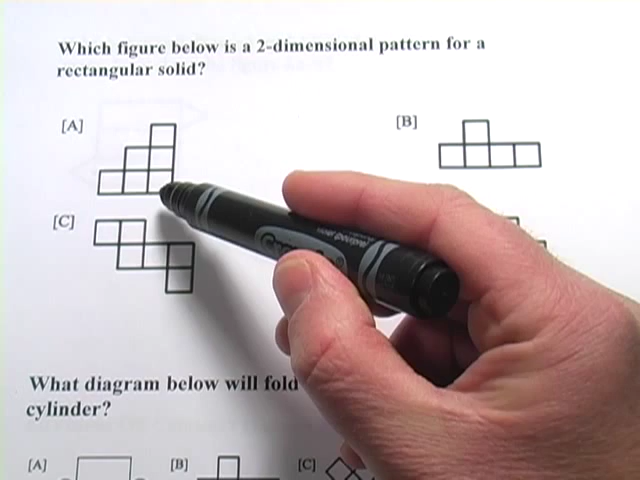 Which figure below is a 2-dimensional pattern for a
rectangular solid?
[A]
[B]
[C]
What diagram below will fold
cylinder?
[A]
[B]
[C]